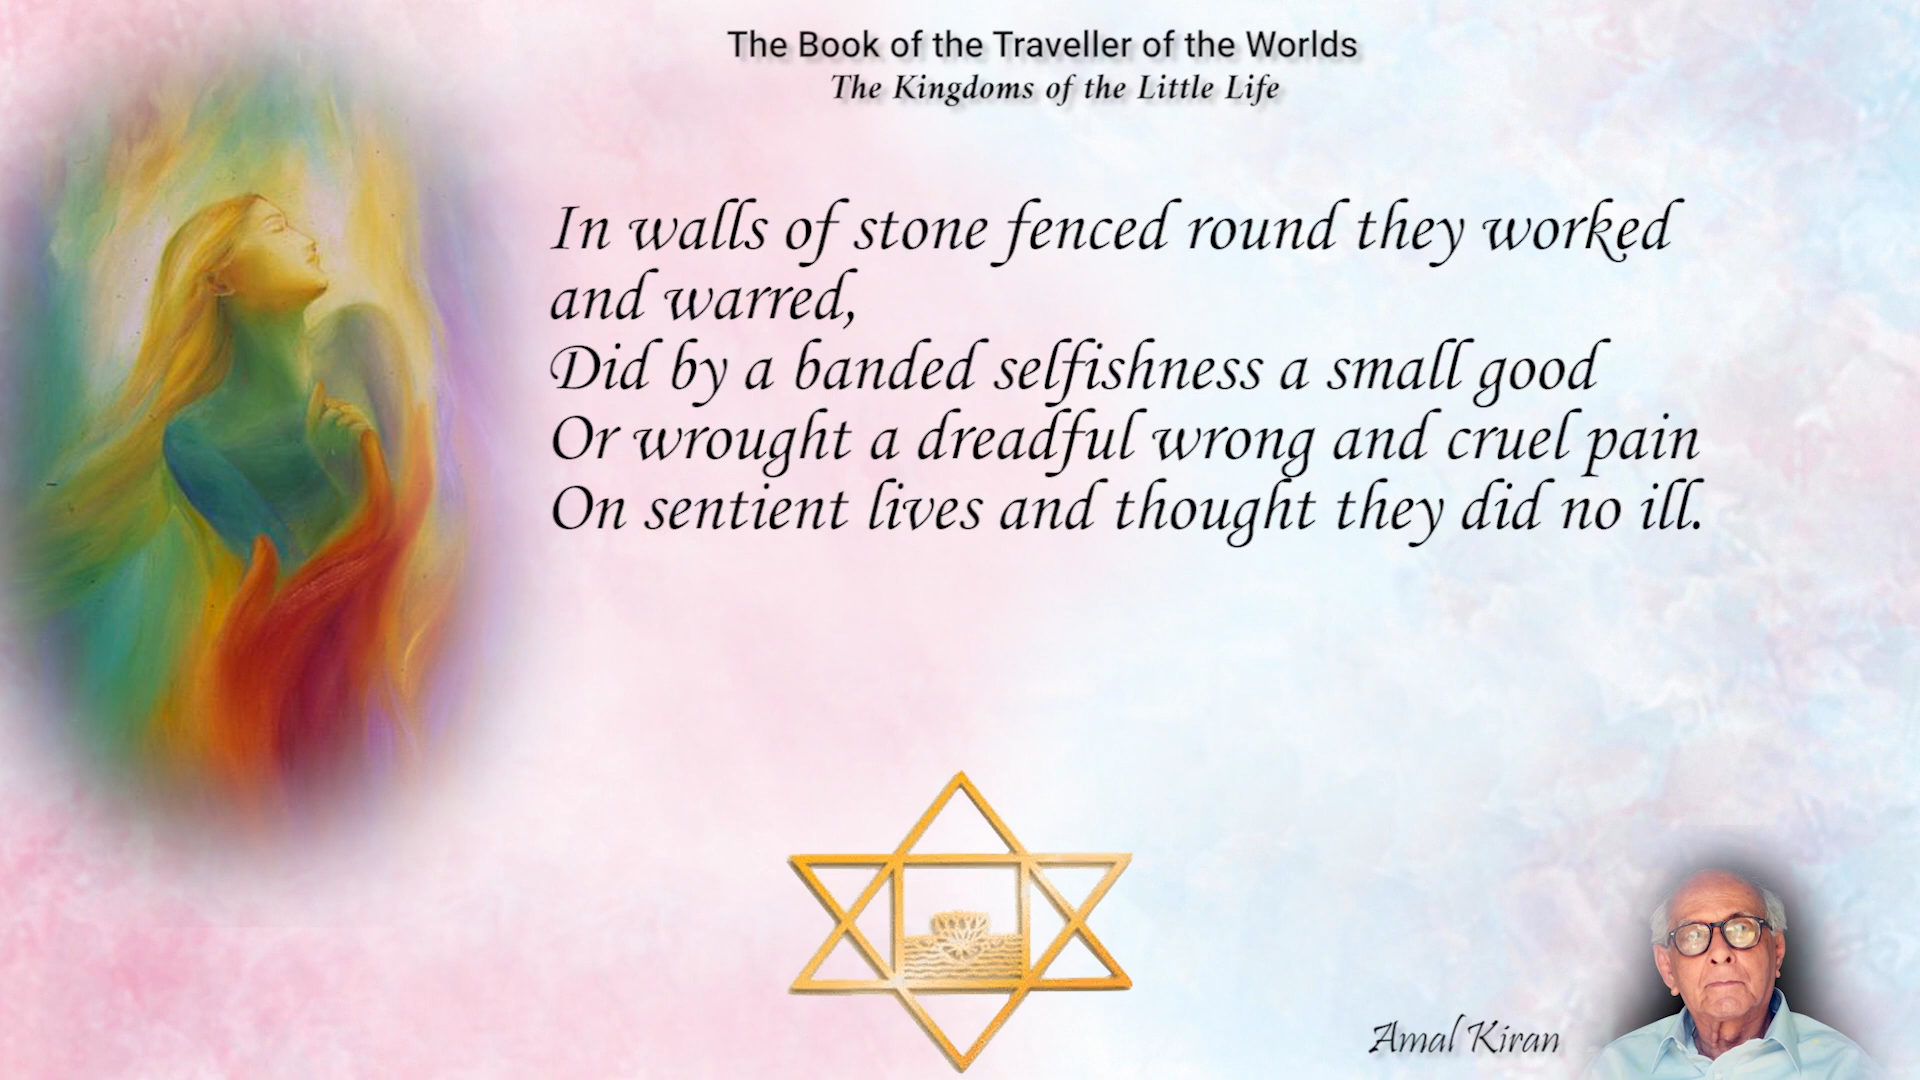 The Book of the Traveller of the Worlds
The Kingdoms of the Little Life
In walls of stone fenced round they worked
and warred,
Did by a banded selfishness a small good
Or wrought a dreadful wrong and cruel pain
On sentient lives and thought they did no ill.
Amal Kiran